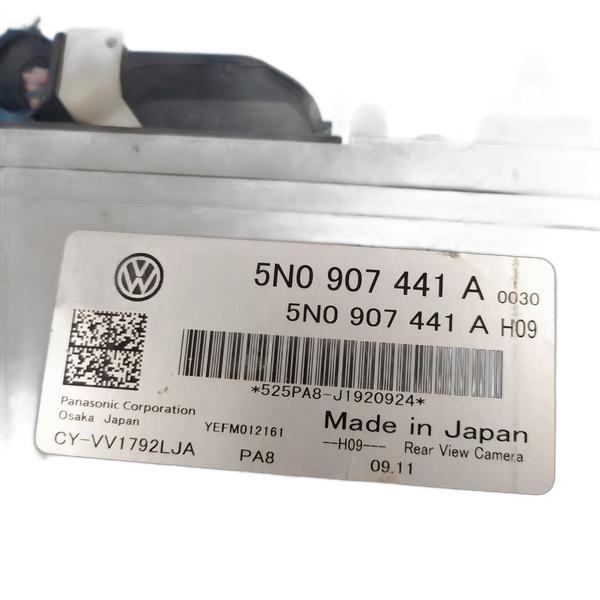 5N0 907 441 A 0030
5N0 907 441 A H09
*525PA8-J1920924*
Panasonic Corporation
Osaka Japan
YEFM012161
Made in Japan
CY-VV1792LJA
PA8
--H09--- Rear View Camera
09.11